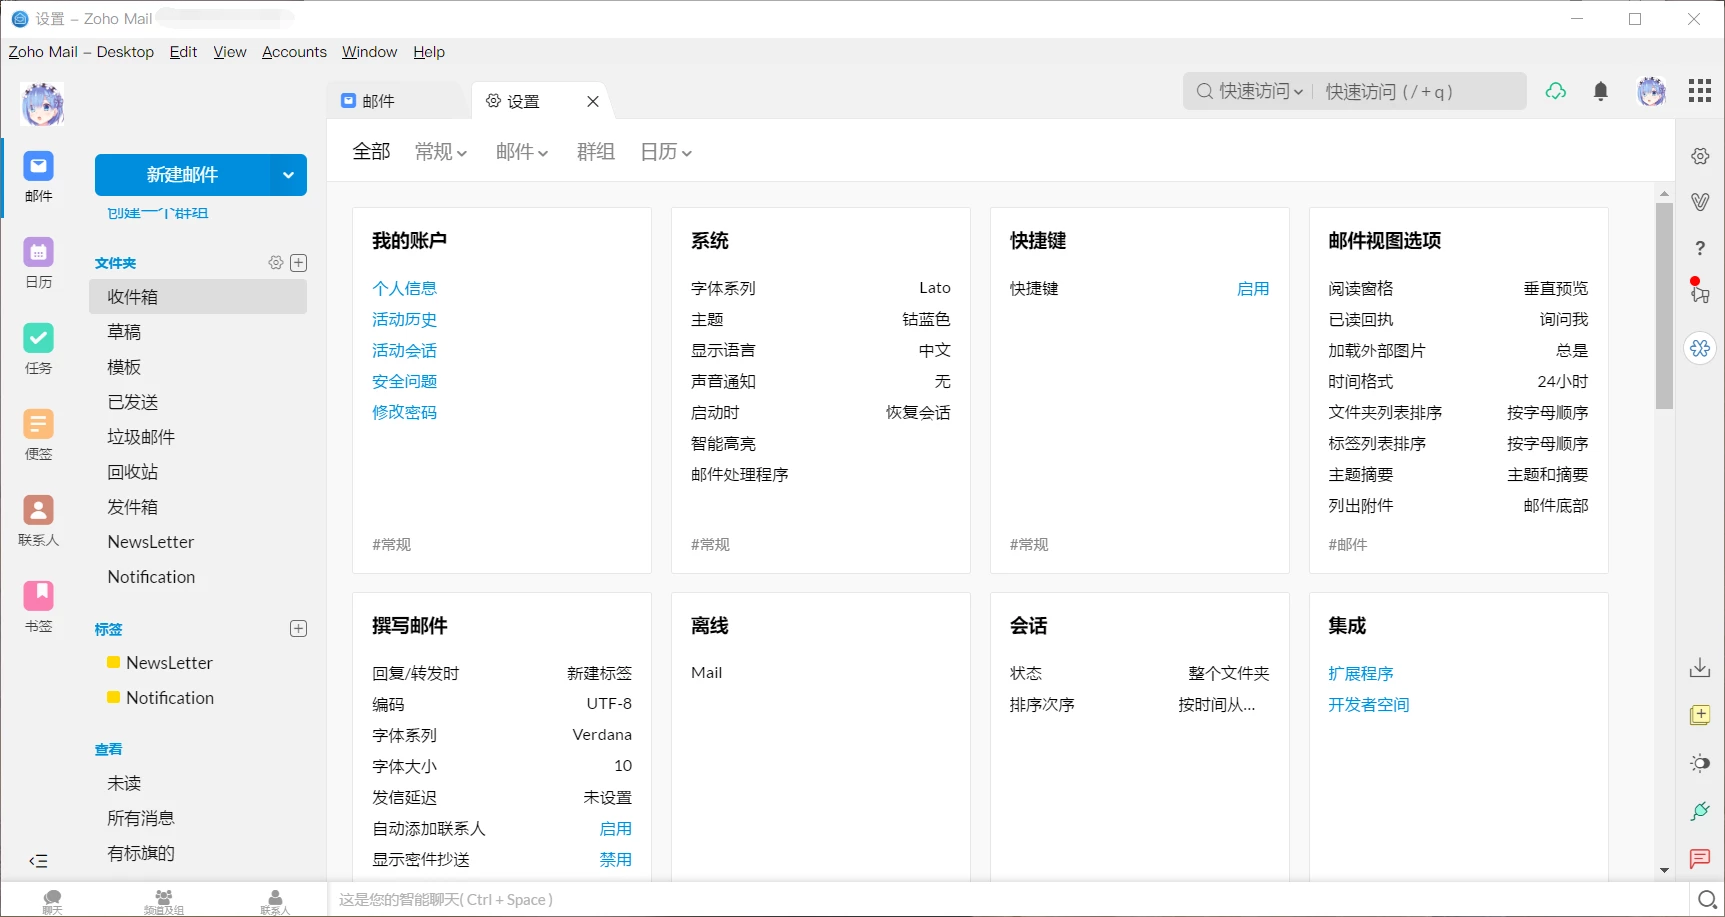 设置 – Zoho Mail
Zoho Mail – Desktop Edit View Accounts Window Help
邮件
设置
快速访问
快速访问 ( / + q )
邮件
日历
任务
便签
联系人
书签
新建邮件
创建一个群组
文件夹
收件箱
草稿
模板
已发送
垃圾邮件
回收站
发件箱
NewsLetter
Notification
标签
NewsLetter
Notification
查看
未读
所有消息
有标旗的
全部 常规 邮件 群组 日历
我的账户
个人信息
活动历史
活动会话
安全问题
修改密码
#常规
系统
字体系列 Lato
主题 钴蓝色
显示语言 中文
声音通知 无
启动时 恢复会话
智能高亮
邮件处理程序
#常规
快捷键
快捷键 启用
#常规
邮件视图选项
阅读窗格 垂直预览
已读回执 询问我
加载外部图片 总是
时间格式 24小时
文件夹列表排序 按字母顺序
标签列表排序 按字母顺序
主题摘要 主题和摘要
列出附件 邮件底部
#邮件
撰写邮件
回复/转发时 新建标签
编码 UTF-8
字体系列 Verdana
字体大小 10
发信延迟 未设置
自动添加联系人 启用
显示密件抄送 禁用
离线
Mail
会话
状态 整个文件夹
排序次序 按时间从...
集成
扩展程序
开发者空间
聊天
频道及组
联系人
这是您的智能聊天( Ctrl + Space )